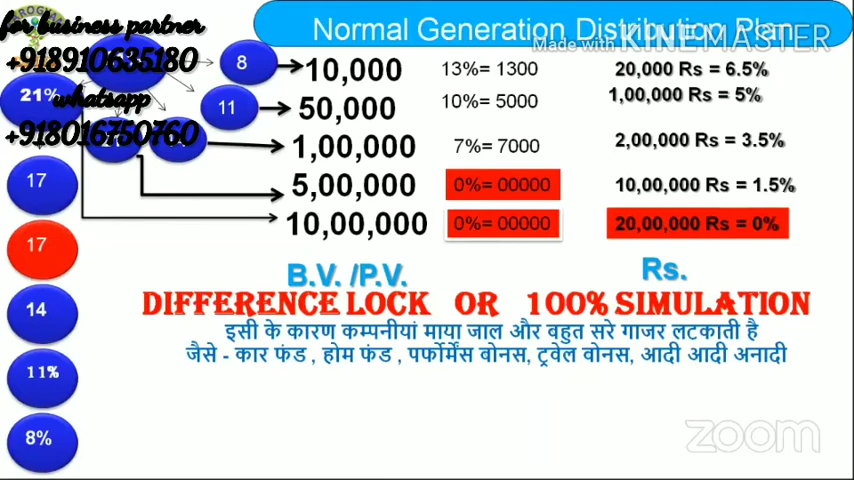 Normal Generation Distribution Plan
Made with KINEMASTER
for business partner
+918910635180
whatsapp
+918016750760
21%
8
11
17
17
14
11%
8%
10,000 13%= 1300 20,000 Rs = 6.5%
50,000 10%= 5000 1,00,000 Rs = 5%
1,00,000 7%= 7000 2,00,000 Rs = 3.5%
5,00,000 0%= 00000 10,00,000 Rs = 1.5%
10,00,000 0%= 00000 20,00,000 Rs = 0%
B.V. /P.V. Rs.
DIFFERENCE LOCK OR 100% SIMULATION
इसी के कारण कम्पनीयां माया जाल और वहुत सरे गाजर लटकाती है
जैसे - कार फंड , होम फंड , पर्फोर्मेंस वोनस, ट्रवेल वोनस, आदी आदी अनादी
zoom